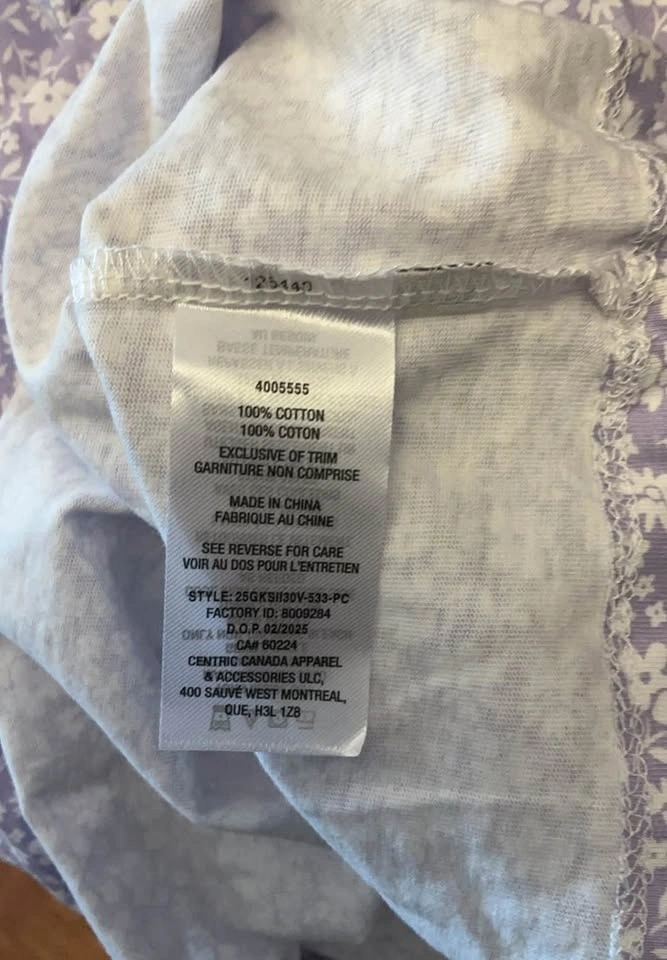 25440
4005555
100% COTTON
100% COTON
EXCLUSIVE OF TRIM
GARNITURE NON COMPRISE
MADE IN CHINA
FABRIQUE AU CHINE
SEE REVERSE FOR CARE
VOIR AU DOS POUR L'ENTRETIEN
STYLE: 25GKSII30V-533-PC
FACTORY ID: 8009284
D.O.P. 02/2025
CA# 60224
CENTRIC CANADA APPAREL
& ACCESSORIES ULC,
400 SAUVÉ WEST MONTREAL,
QUE, H3L 1Z8